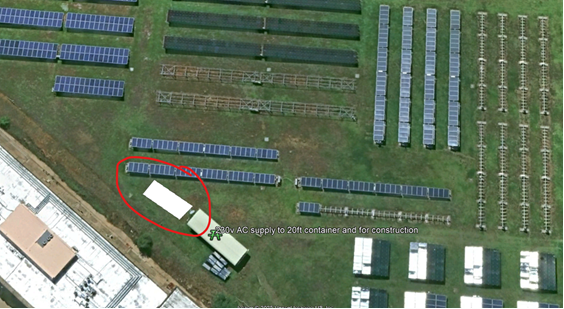 230v AC supply to 20ft container and for construction